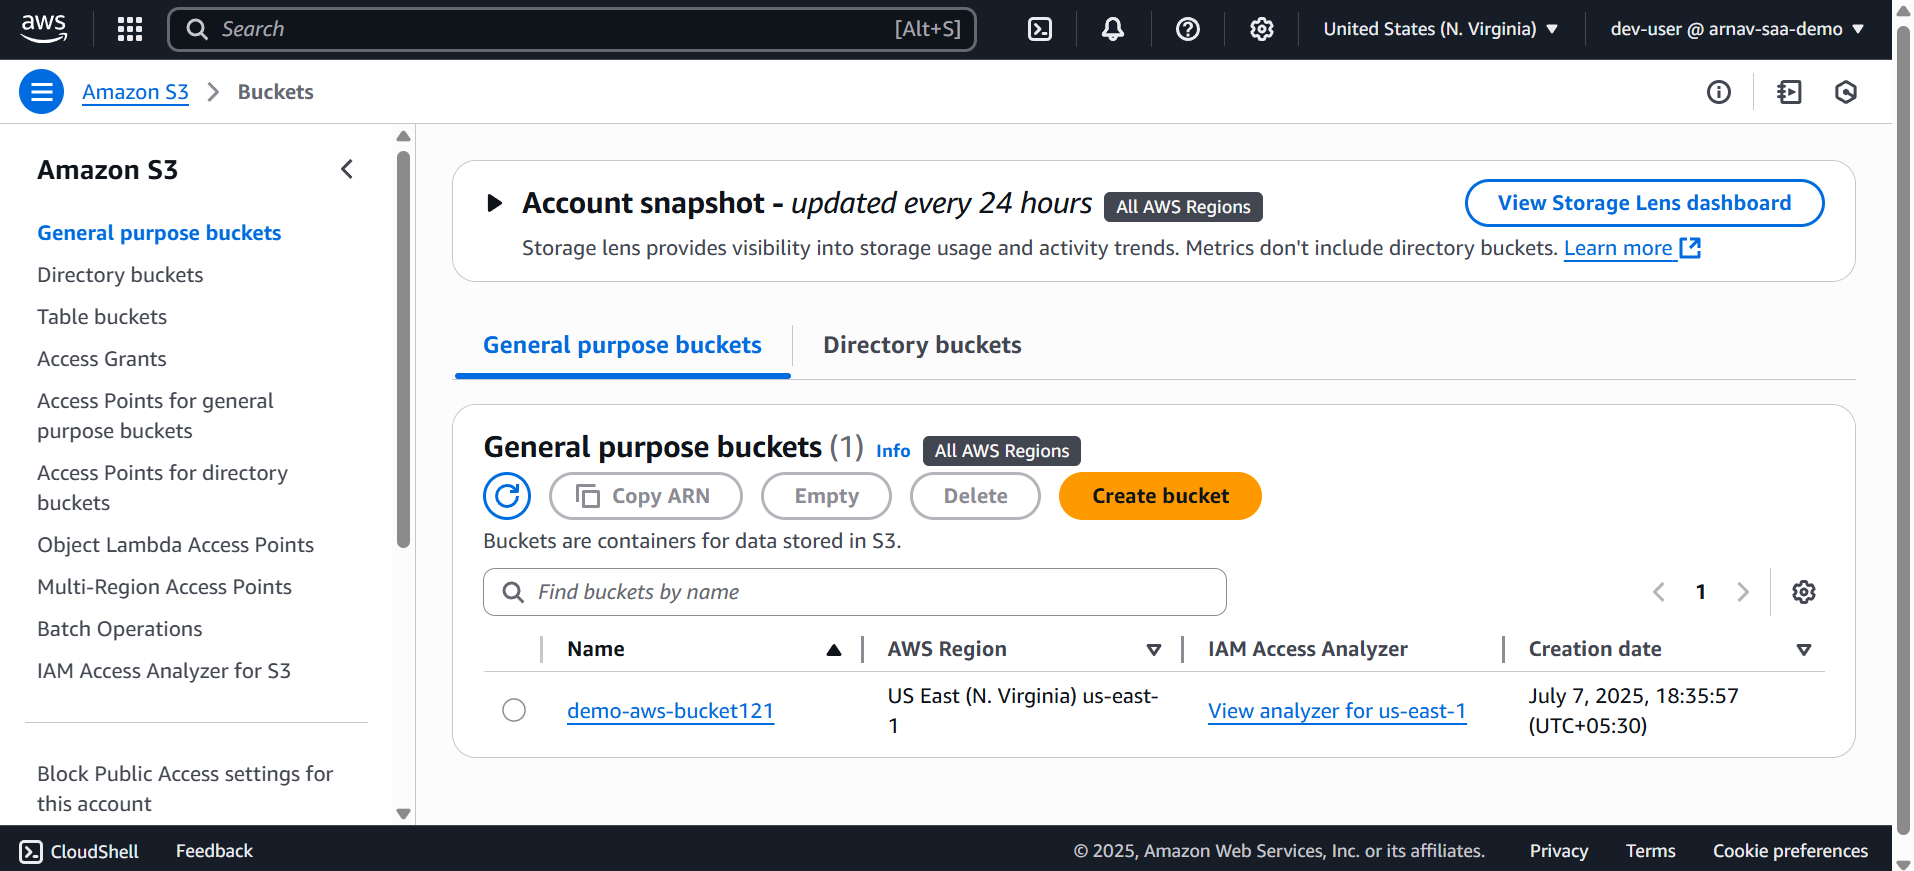 aws
Search [Alt+S]
United States (N. Virginia)
dev-user @ arnav-saa-demo
Amazon S3 > Buckets
Amazon S3
General purpose buckets
Directory buckets
Table buckets
Access Grants
Access Points for general
purpose buckets
Access Points for directory
buckets
Object Lambda Access Points
Multi-Region Access Points
Batch Operations
IAM Access Analyzer for S3
Block Public Access settings for
this account
Account snapshot - updated every 24 hours All AWS Regions
View Storage Lens dashboard
Storage lens provides visibility into storage usage and activity trends. Metrics don't include directory buckets. Learn more
General purpose buckets
Directory buckets
General purpose buckets (1) Info All AWS Regions
Copy ARN
Empty
Delete
Create bucket
Buckets are containers for data stored in S3.
Find buckets by name
1
Name
AWS Region
IAM Access Analyzer
Creation date
demo-aws-bucket121
US East (N. Virginia) us-east-
1
View analyzer for us-east-1
July 7, 2025, 18:35:57
(UTC+05:30)
CloudShell
Feedback
© 2025, Amazon Web Services, Inc. or its affiliates.
Privacy
Terms
Cookie preferences